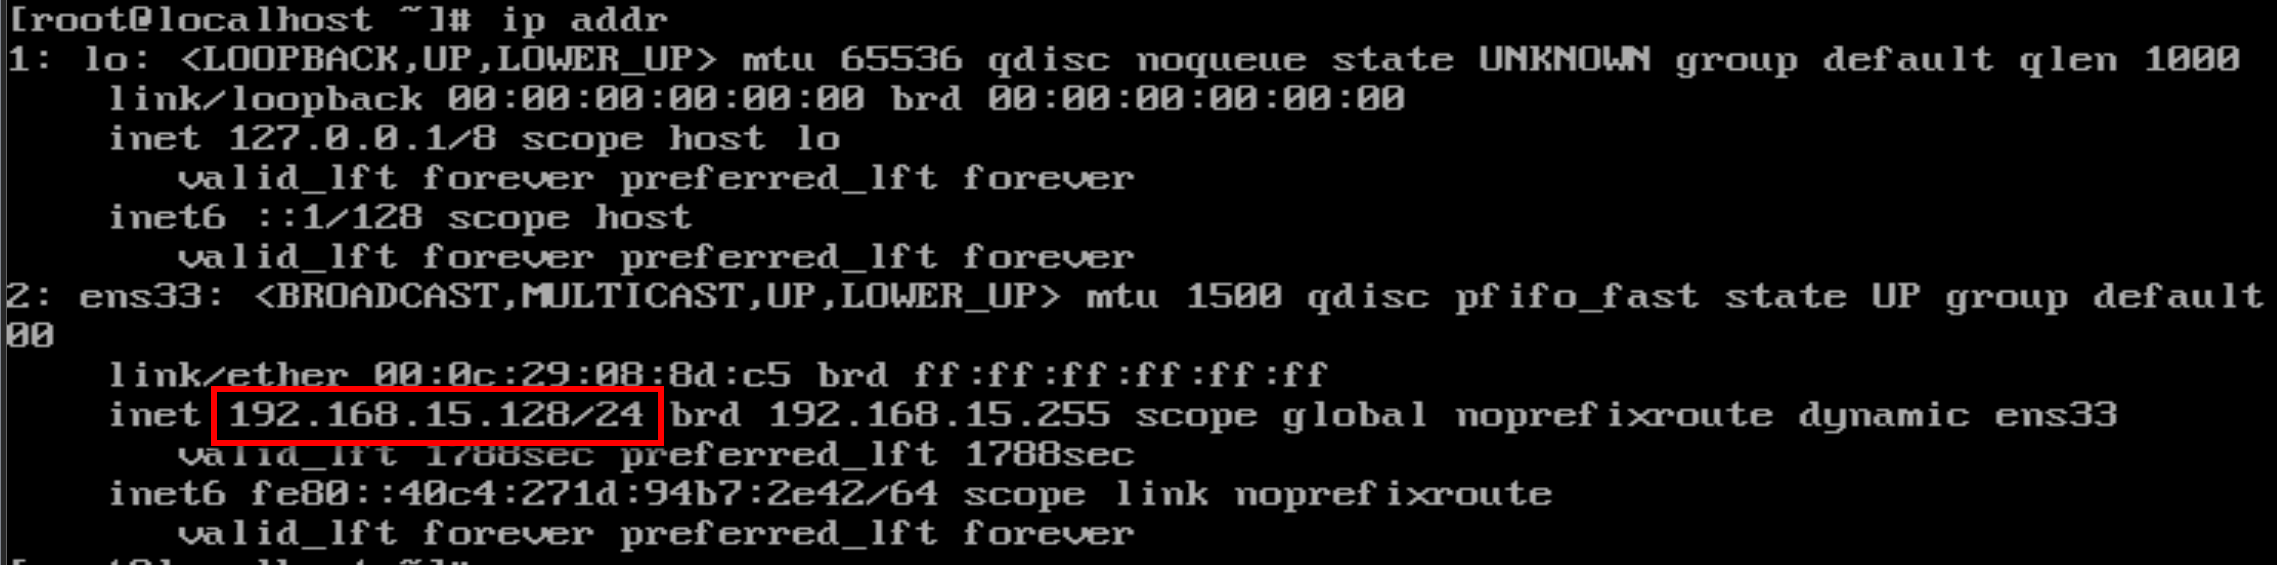 [root@localhost ~]# ip addr
1: lo: <LOOPBACK,UP,LOWER_UP> mtu 65536 qdisc noqueue state UNKNOWN group default qlen 1000
link/loopback 00:00:00:00:00:00 brd 00:00:00:00:00:00
inet 127.0.0.1/8 scope host lo
valid_lft forever preferred_lft forever
inet6 ::1/128 scope host
valid_lft forever preferred_lft forever
2: ens33: <BROADCAST,MULTICAST,UP,LOWER_UP> mtu 1500 qdisc pfifo_fast state UP group default
00
link/ether 00:0c:29:08:8d:c5 brd ff:ff:ff:ff:ff:ff
inet 192.168.15.128/24 brd 192.168.15.255 scope global noprefixroute dynamic ens33
valid_lft 1788sec preferred_lft 1788sec
inet6 fe80::40c4:271d:94b7:2e42/64 scope link noprefixroute
valid_lft forever preferred_lft forever
[root@localhost ~]#